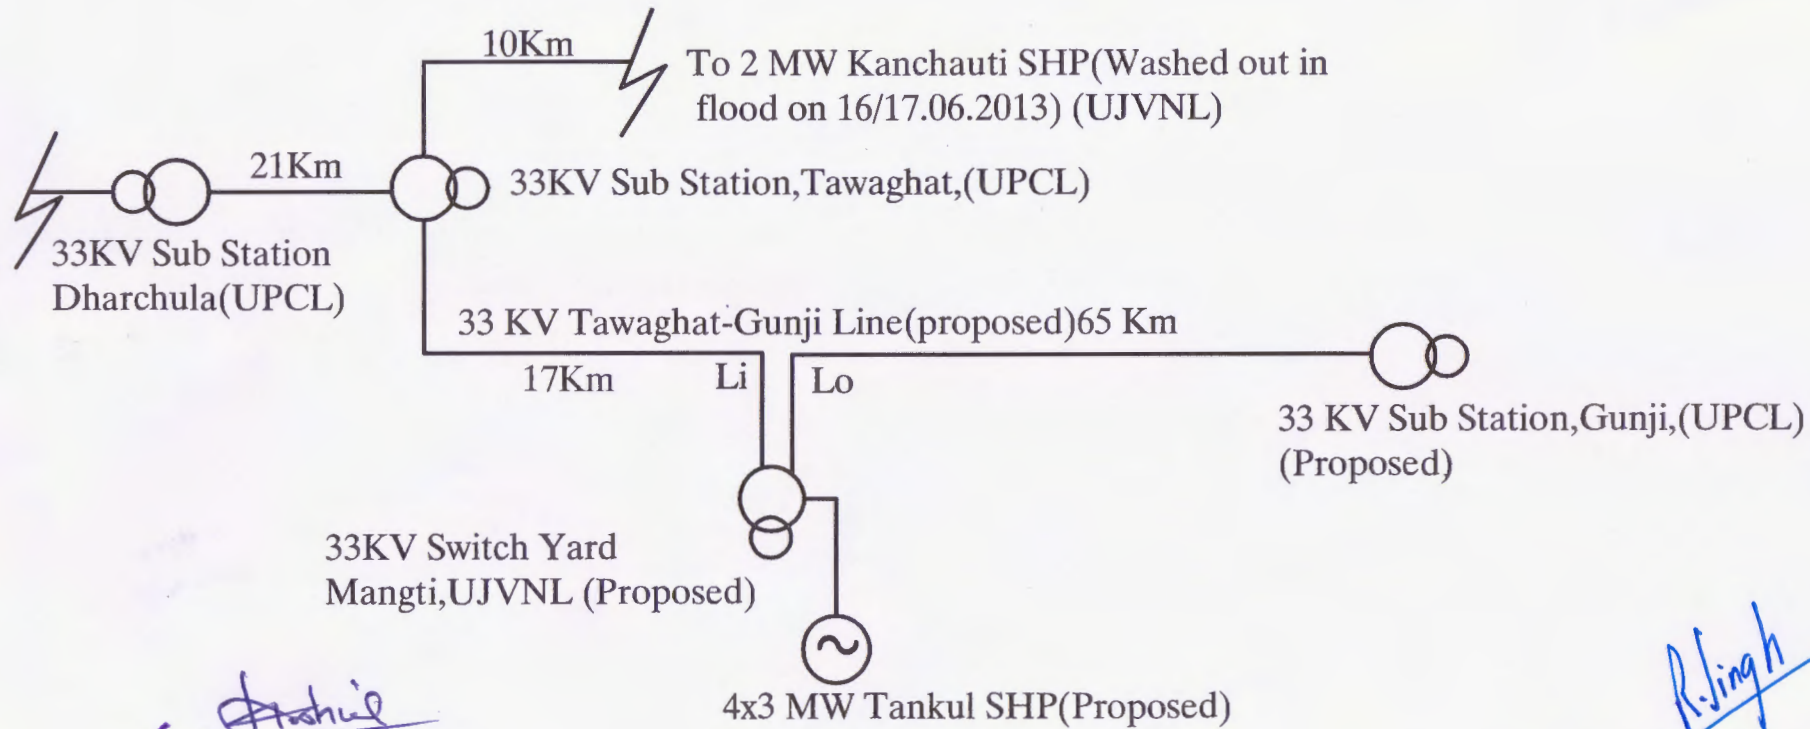 10Km
To 2 MW Kanchauti SHP(Washed out in
flood on 16/17.06.2013) (UJVNL)
21Km
33KV Sub Station,Tawaghat,(UPCL)
33KV Sub Station
Dharchula(UPCL)
33 KV Tawaghat-Gunji Line(proposed)65 Km
17Km
Li
Lo
33 KV Sub Station,Gunji,(UPCL)
(Proposed)
33KV Switch Yard
Mangti,UJVNL (Proposed)
~
4x3 MW Tankul SHP(Proposed)
R.Singh